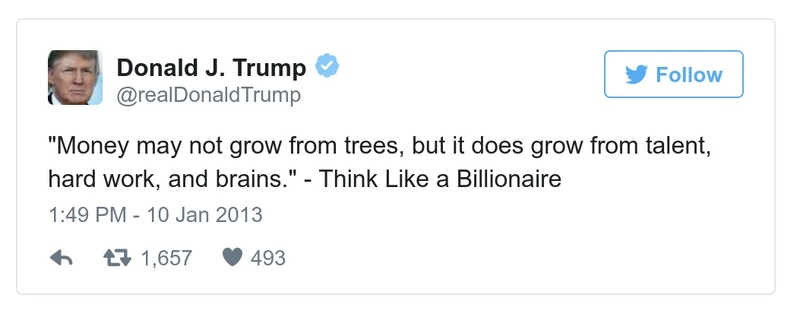 Donald J. Trump
@realDonaldTrump
Follow
"Money may not grow from trees, but it does grow from talent,
hard work, and brains." - Think Like a Billionaire
1:49 PM - 10 Jan 2013
1,657 493